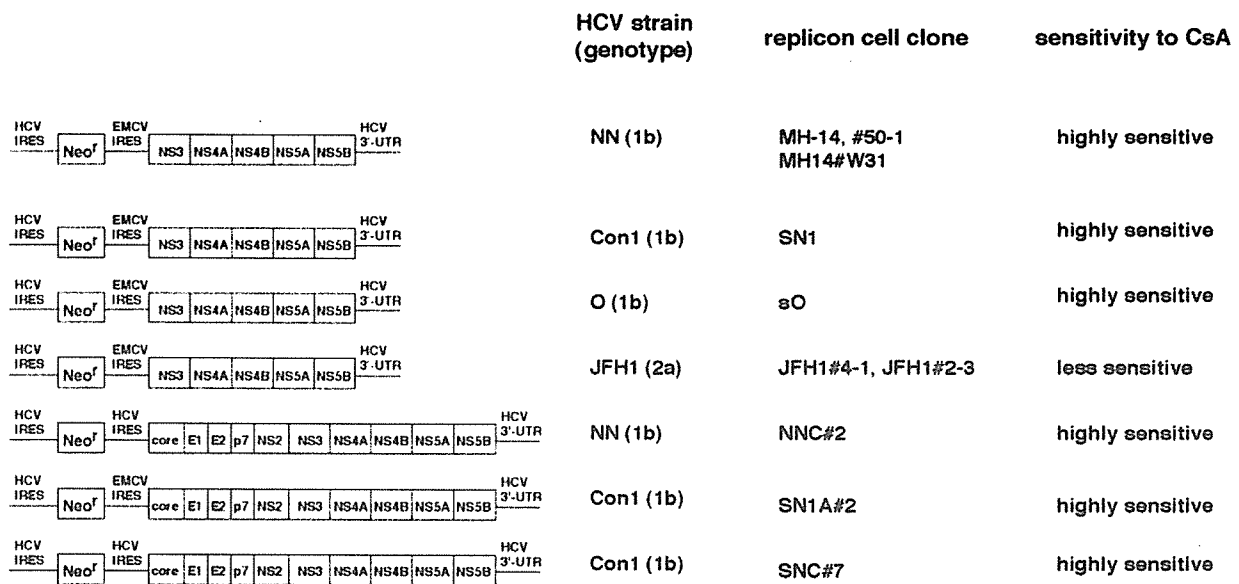 HCV strain (genotype) replicon cell clone sensitivity to CsA
HCV IRES Neor EMCV IRES NS3 NS4A NS4B NS5A NS5B HCV 3'-UTR NN (1b) MH-14, #50-1 MH14#W31 highly sensitive
HCV IRES Neor EMCV IRES NS3 NS4A NS4B NS5A NS5B HCV 3'-UTR Con1 (1b) SN1 highly sensitive
HCV IRES Neor EMCV IRES NS3 NS4A NS4B NS5A NS5B HCV 3'-UTR O (1b) sO highly sensitive
HCV IRES Neor EMCV IRES NS3 NS4A NS4B NS5A NS5B HCV 3'-UTR JFH1 (2a) JFH1#4-1, JFH1#2-3 less sensitive
HCV IRES Neor HCV IRES core E1 E2 p7 NS2 NS3 NS4A NS4B NS5A NS5B HCV 3'-UTR NN (1b) NNC#2 highly sensitive
HCV IRES Neor EMCV IRES core E1 E2 p7 NS2 NS3 NS4A NS4B NS5A NS5B HCV 3'-UTR Con1 (1b) SN1A#2 highly sensitive
HCV IRES Neor HCV IRES core E1 E2 p7 NS2 NS3 NS4A NS4B NS5A NS5B HCV 3'-UTR Con1 (1b) SNC#7 highly sensitive